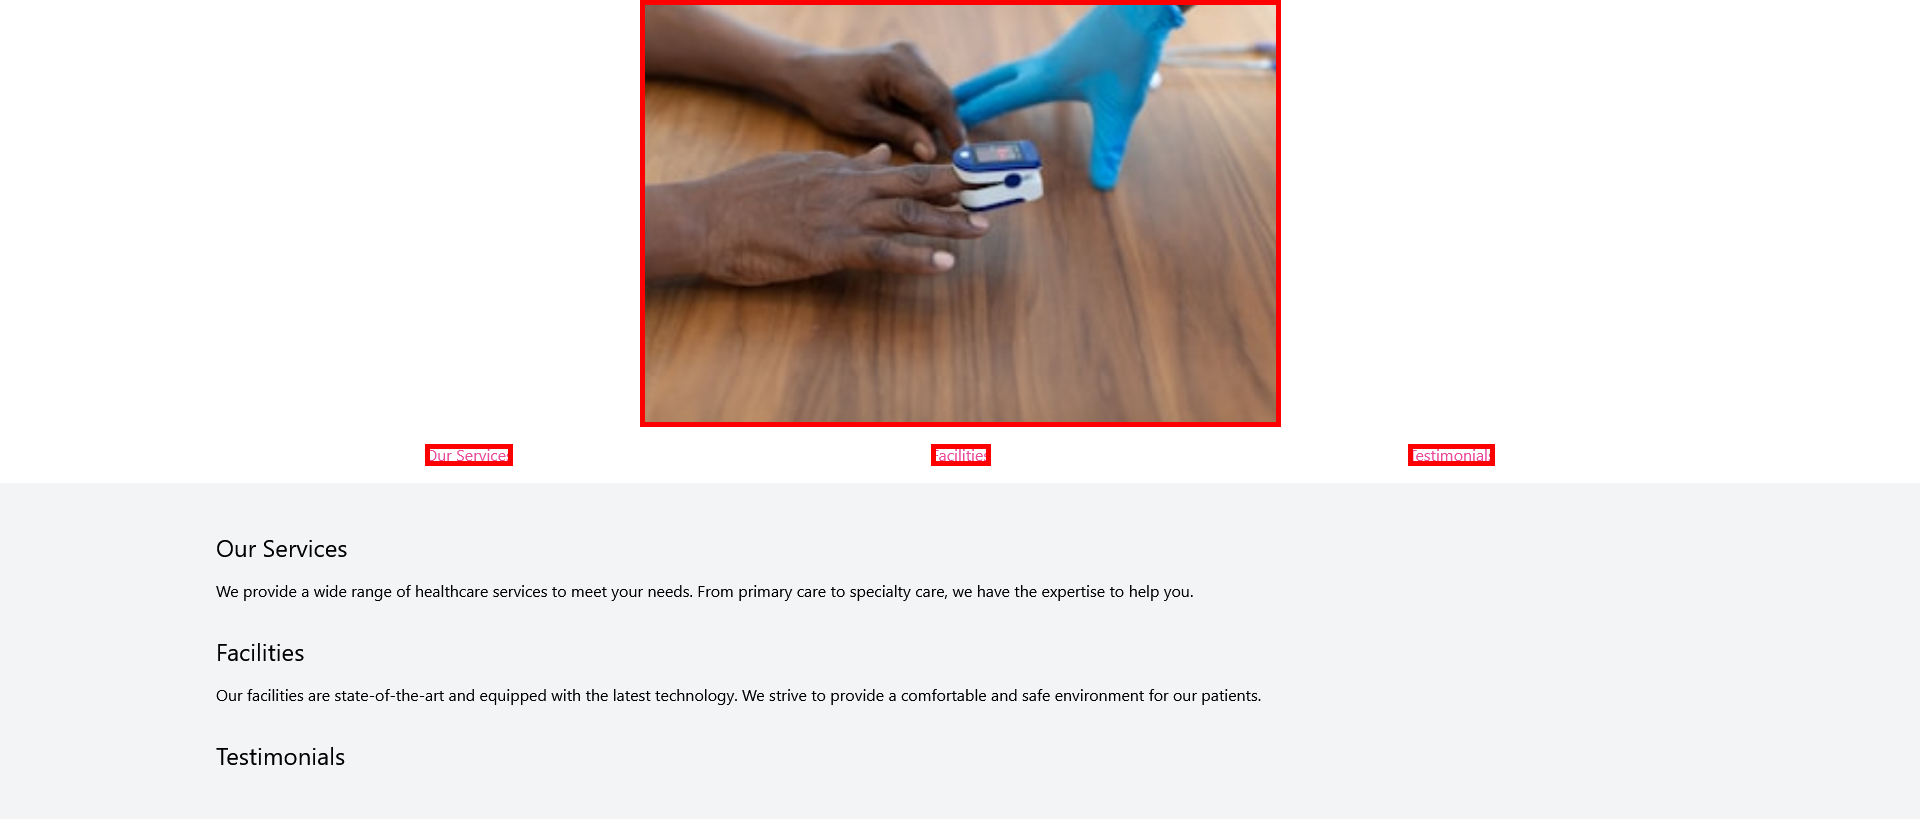 Our Services
Facilities
Testimonials
Our Services
We provide a wide range of healthcare services to meet your needs. From primary care to specialty care, we have the expertise to help you.
Facilities
Our facilities are state-of-the-art and equipped with the latest technology. We strive to provide a comfortable and safe environment for our patients.
Testimonials